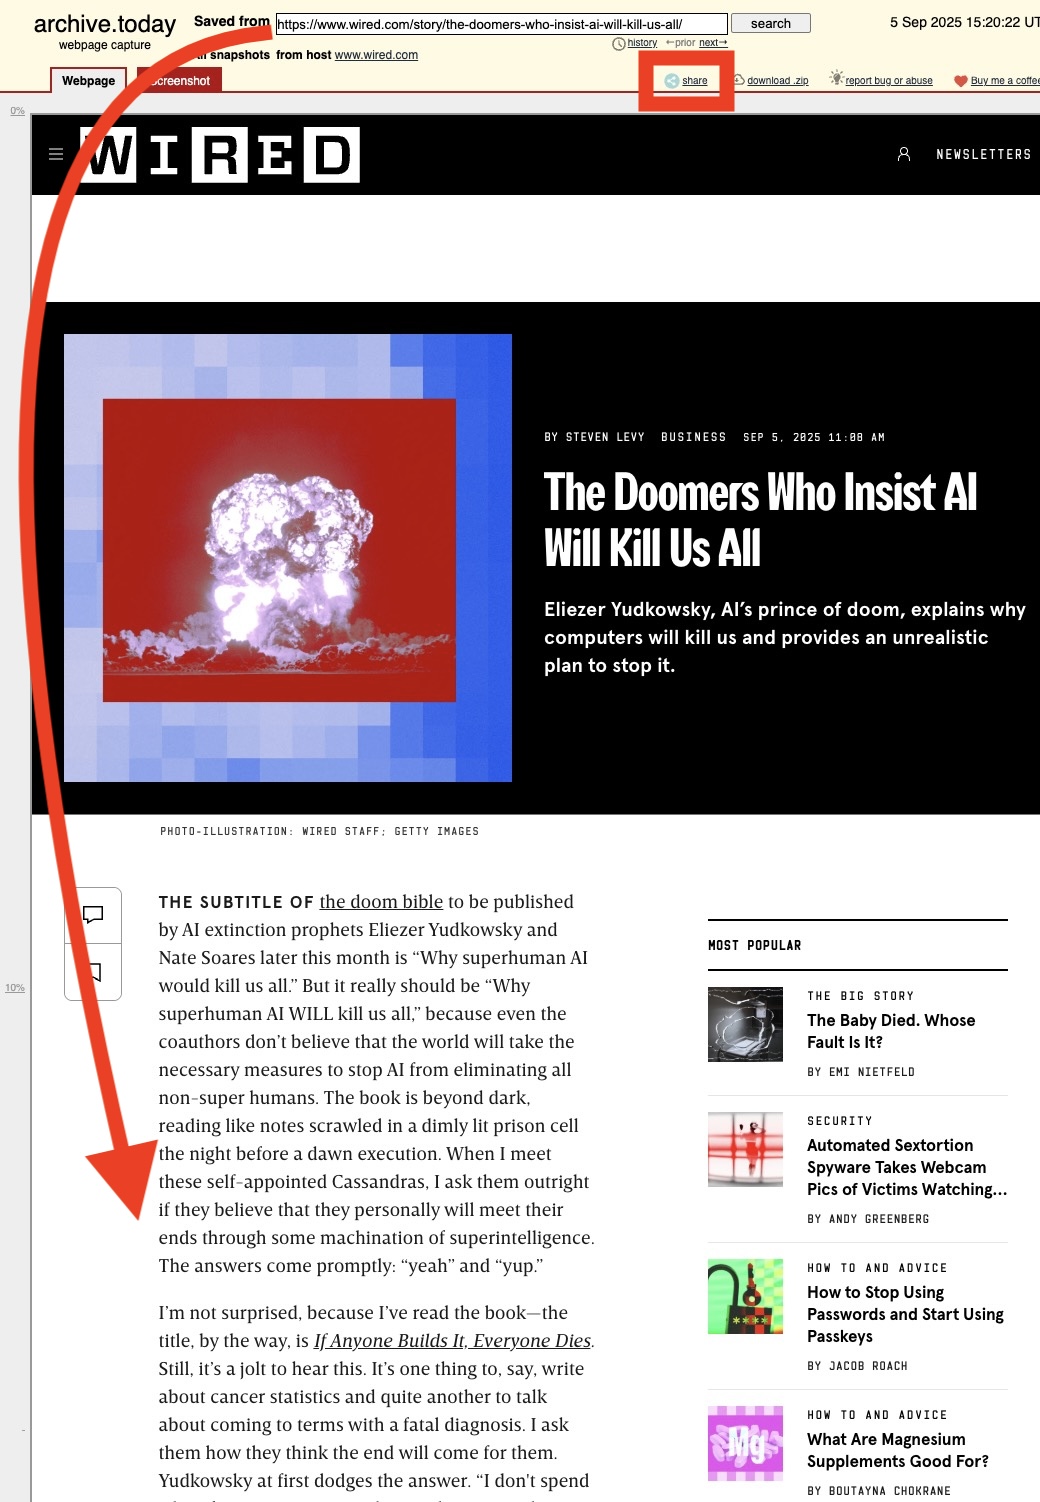 archive.today
webpage capture
Saved from https://www.wired.com/story/the-doomers-who-insist-ai-will-kill-us-all/ search
5 Sep 2025 15:20:22
history ←prior next→
snapshots from host www.wired.com
Webpage
share download .zip report bug or abuse Buy me a coffee
0%
WIRED
NEWSLETTERS
BY STEVEN LEVY BUSINESS SEP 5, 2025 11:08 AM
The Doomers Who Insist AI
Will Kill Us All
Eliezer Yudkowsky, AI’s prince of doom, explains why
computers will kill us and provides an unrealistic
plan to stop it.
PHOTO-ILLUSTRATION: WIRED STAFF; GETTY IMAGES
THE SUBTITLE OF the doom bible to be published
by AI extinction prophets Eliezer Yudkowsky and
Nate Soares later this month is “Why superhuman AI
would kill us all.” But it really should be “Why
superhuman AI WILL kill us all,” because even the
coauthors don’t believe that the world will take the
necessary measures to stop AI from eliminating all
non-super humans. The book is beyond dark,
reading like notes scrawled in a dimly lit prison cell
the night before a dawn execution. When I meet
these self-appointed Cassandras, I ask them outright
if they believe that they personally will meet their
ends through some machination of superintelligence.
The answers come promptly: “yeah” and “yup.”
10%
I’m not surprised, because I’ve read the book—the
title, by the way, is If Anyone Builds It, Everyone Dies.
Still, it’s a jolt to hear this. It’s one thing to, say, write
about cancer statistics and quite another to talk
about coming to terms with a fatal diagnosis. I ask
them how they think the end will come for them.
Yudkowsky at first dodges the answer. “I don't spend
MOST POPULAR
THE BIG STORY
The Baby Died. Whose
Fault Is It?
BY EMI NIETFELD
SECURITY
Automated Sextortion
Spyware Takes Webcam
Pics of Victims Watching...
BY ANDY GREENBERG
HOW TO AND ADVICE
How to Stop Using
Passwords and Start Using
Passkeys
BY JACOB ROACH
****
HOW TO AND ADVICE
What Are Magnesium
Supplements Good For?
BY BOUTAYNA CHOKRANE
Mg